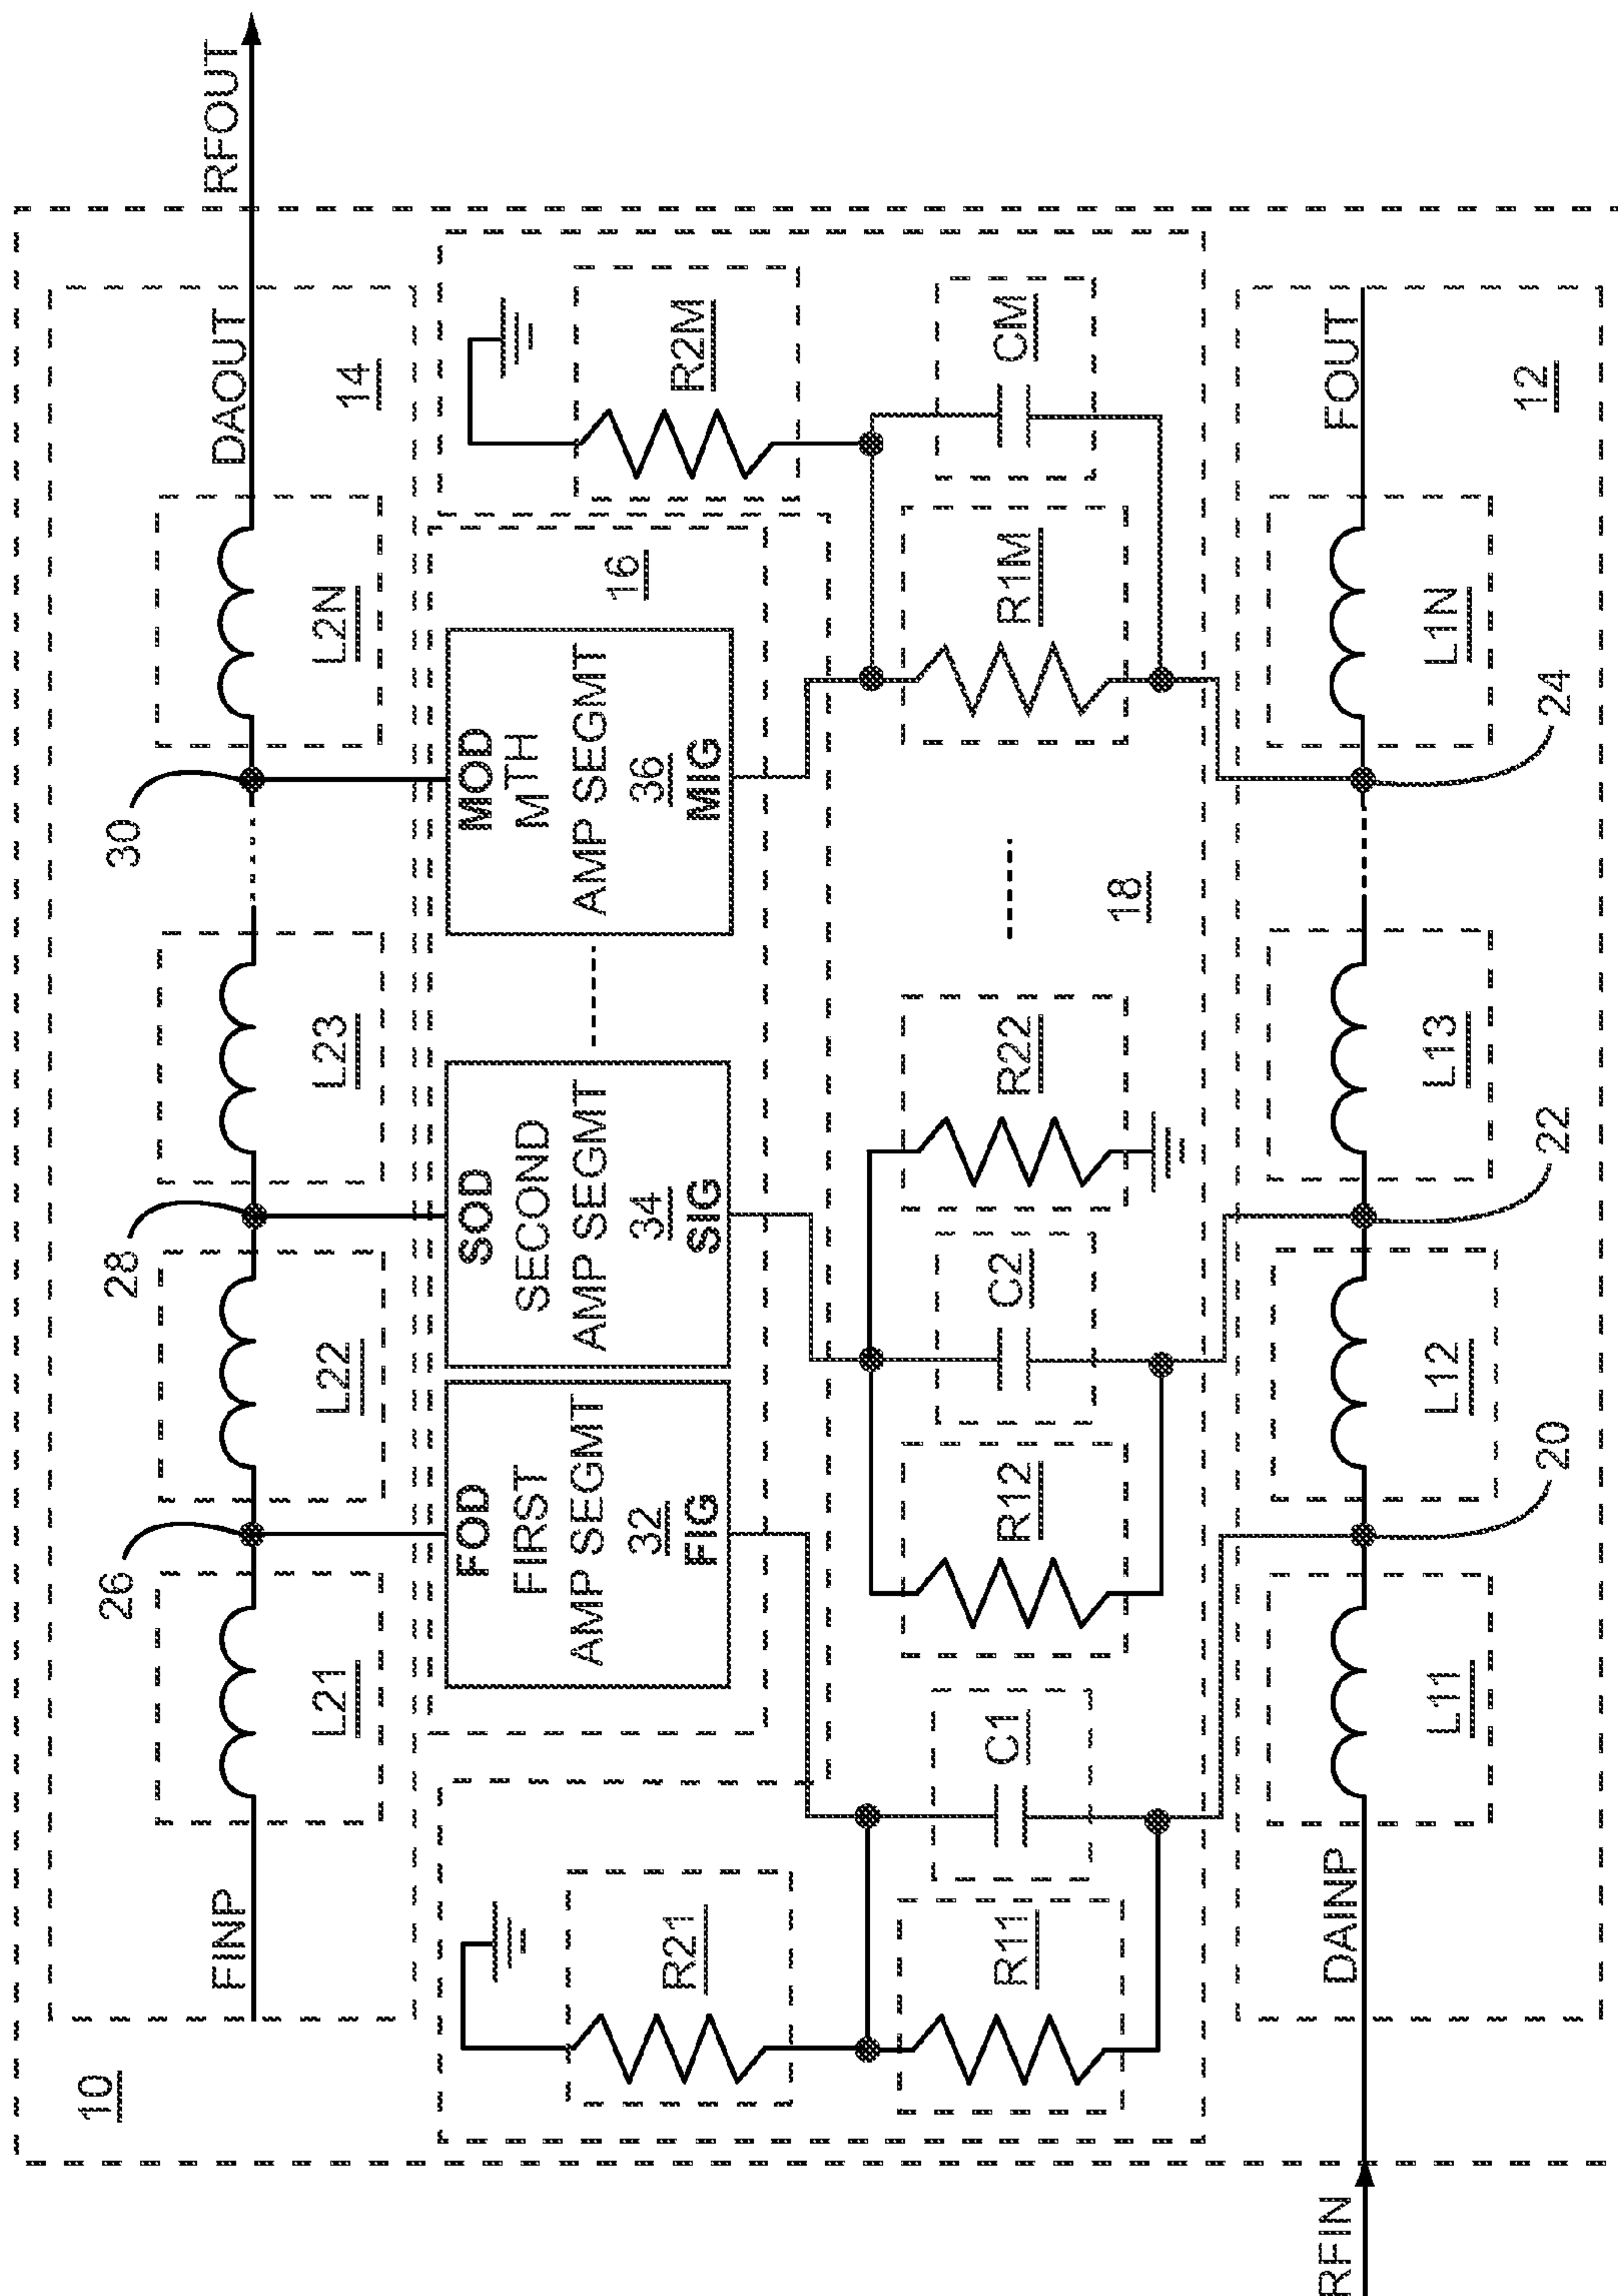 10
RFOUT
FINP
DAOUT
14
26
28
30
L21
L22
L23
L2N
FOD
FIRST
AMP SEGMT
32
FIG
SOD
SECOND
AMP SEGMT
34
SIG
MOD
M TH
AMP SEGMT
36
MIG
16
R21
R2M
R11
C1
R12
C2
R22
R1M
CM
18
RFIN
DAINP
FOUT
L11
L12
L13
L1N
12
20
22
24